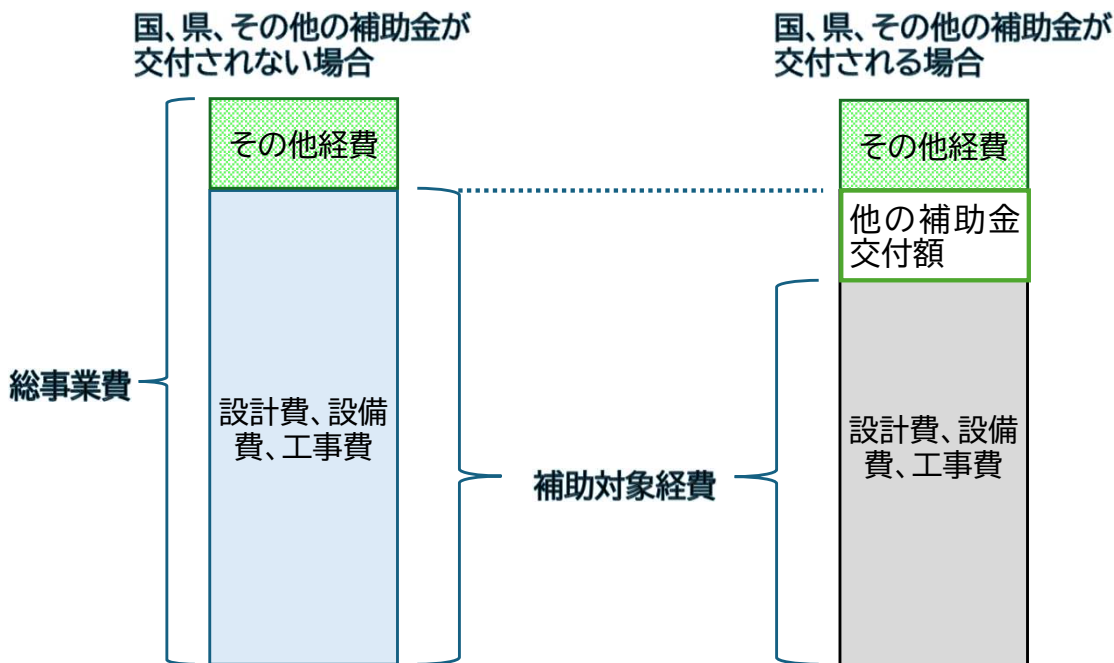 国、県、その他の補助金が
交付されない場合
国、県、その他の補助金が
交付される場合
その他経費
その他経費
他の補助金
交付額
総事業費
設計費、設備
費、工事費
設計費、設備
費、工事費
補助対象経費